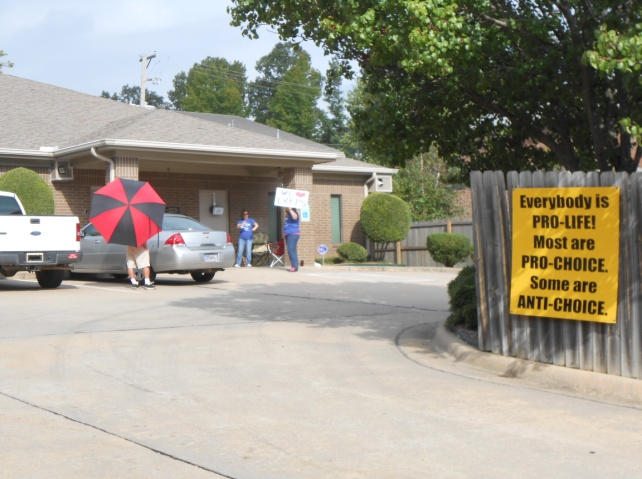 Everybody is
PRO-LIFE!
Most are
PRO-CHOICE.
Some are
ANTI-CHOICE.